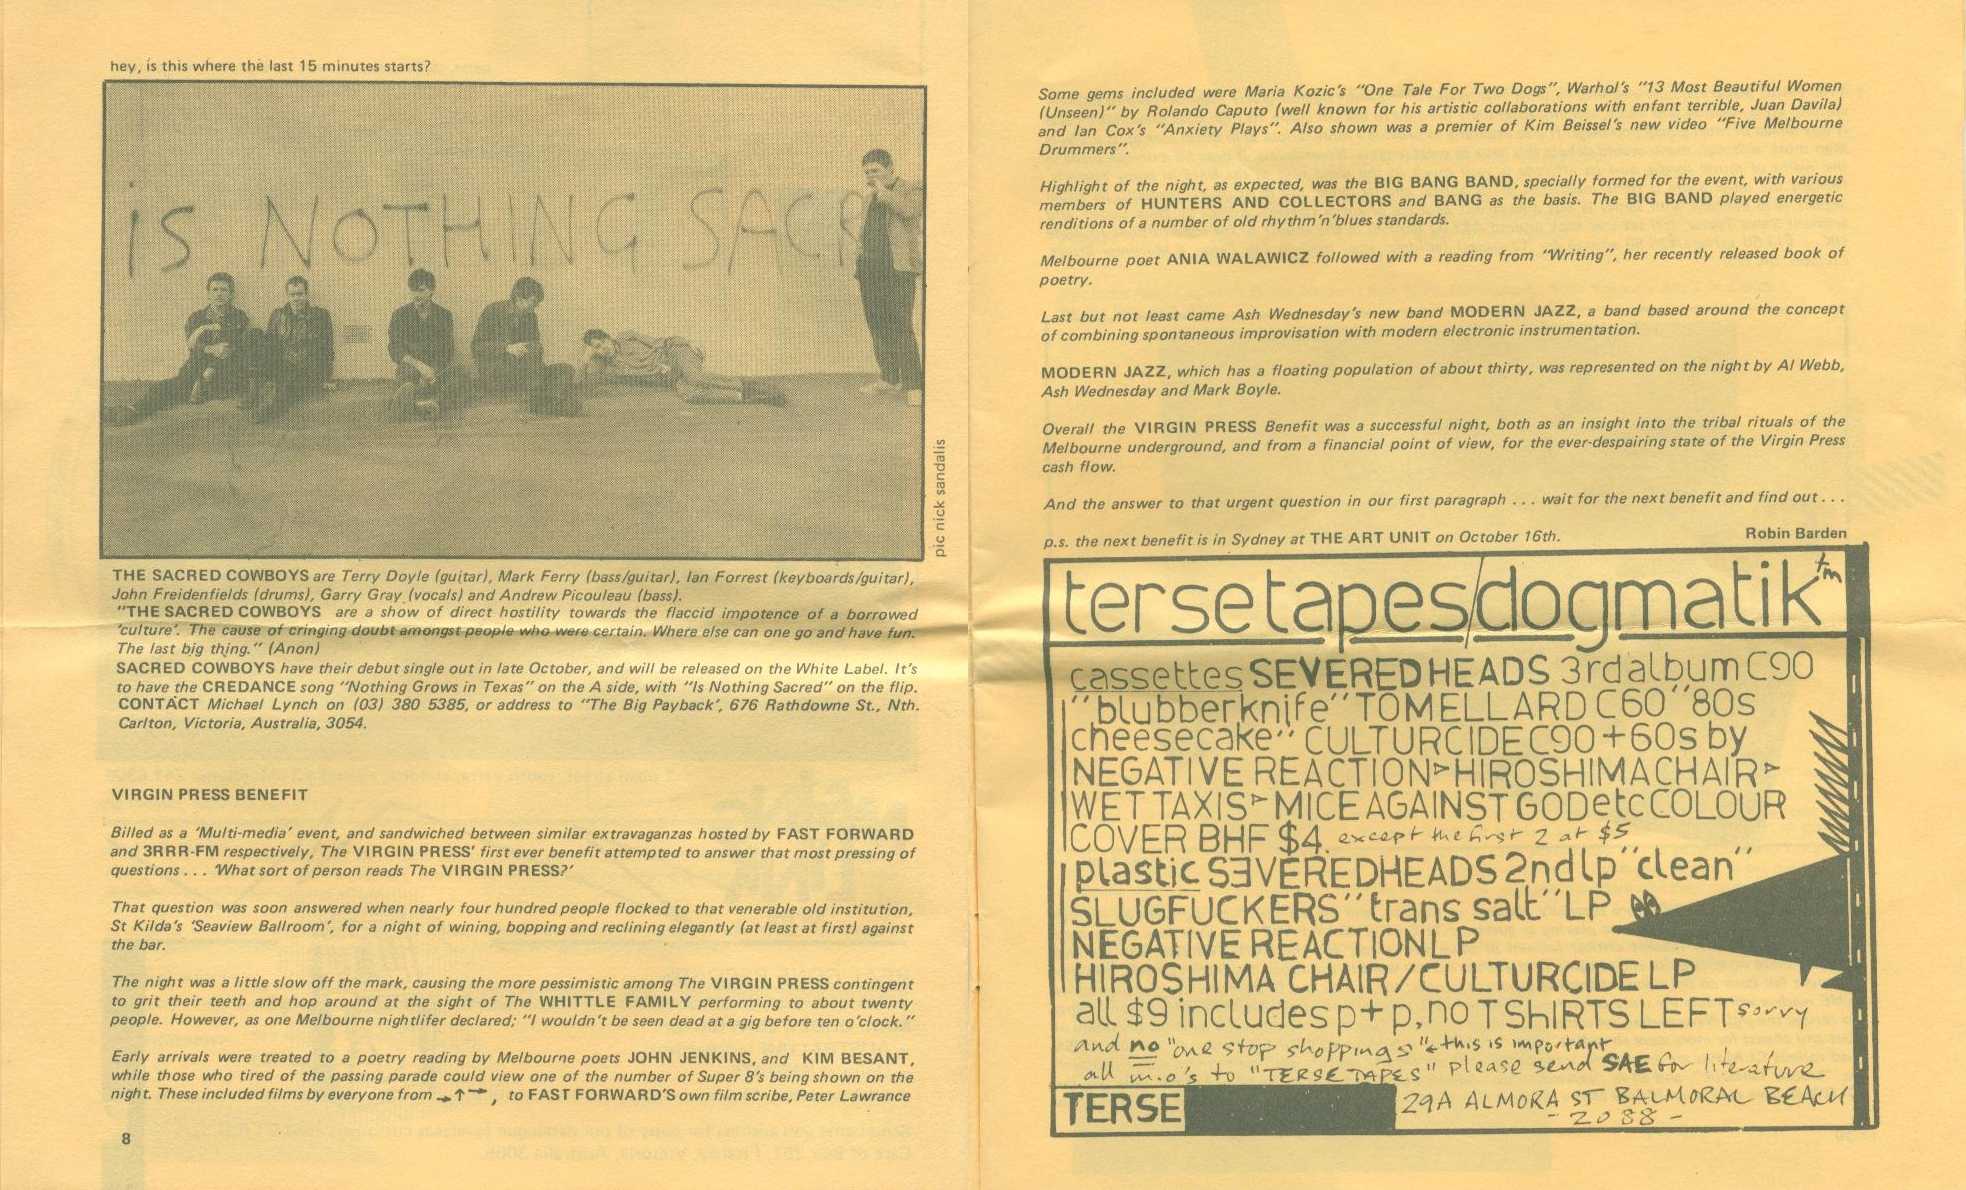 hey, is this where the last 15 minutes starts?
iS NOTHING SACR
pic nick sandalis
THE SACRED COWBOYS are Terry Doyle (guitar), Mark Ferry (bass/guitar), Ian Forrest (keyboards/guitar),
John Freidenfields (drums), Garry Gray (vocals) and Andrew Picouleau (bass).
"THE SACRED COWBOYS are a show of direct hostility towards the flaccid impotence of a borrowed
'culture'. The cause of cringing doubt amongst people who were certain. Where else can one go and have fun.
The last big thing." (Anon)
SACRED COWBOYS have their debut single out in late October, and will be released on the White Label. It's
to have the CREDANCE song "Nothing Grows in Texas" on the A side, with "Is Nothing Sacred" on the flip.
CONTACT Michael Lynch on (03) 380 5385, or address to "The Big Payback', 676 Rathdowne St., Nth.
Carlton, Victoria, Australia, 3054.
VIRGIN PRESS BENEFIT
Billed as a 'Multi-media' event, and sandwiched between similar extravaganzas hosted by FAST FORWARD
and 3RRR-FM respectively, The VIRGIN PRESS' first ever benefit attempted to answer that most pressing of
questions . . . 'What sort of person reads The VIRGIN PRESS?'
That question was soon answered when nearly four hundred people flocked to that venerable old institution,
St Kilda's 'Seaview Ballroom', for a night of wining, bopping and reclining elegantly (at least at first) against
the bar.
The night was a little slow off the mark, causing the more pessimistic among The VIRGIN PRESS contingent
to grit their teeth and hop around at the sight of The WHITTLE FAMILY performing to about twenty
people. However, as one Melbourne nightlifer declared; "I wouldn't be seen dead at a gig before ten o'clock."
Early arrivals were treated to a poetry reading by Melbourne poets JOHN JENKINS, and KIM BESANT,
while those who tired of the passing parade could view one of the number of Super 8's being shown on the
night. These included films by everyone from →↑→ , to FAST FORWARD'S own film scribe, Peter Lawrance
8
Some gems included were Maria Kozic's "One Tale For Two Dogs", Warhol's "13 Most Beautiful Women
(Unseen)" by Rolando Caputo (well known for his artistic collaborations with enfant terrible, Juan Davila)
and Ian Cox's "Anxiety Plays". Also shown was a premier of Kim Beissel's new video "Five Melbourne
Drummers".
Highlight of the night, as expected, was the BIG BANG BAND, specially formed for the event, with various
members of HUNTERS AND COLLECTORS and BANG as the basis. The BIG BAND played energetic
renditions of a number of old rhythm'n'blues standards.
Melbourne poet ANIA WALAWICZ followed with a reading from "Writing", her recently released book of
poetry.
Last but not least came Ash Wednesday's new band MODERN JAZZ, a band based around the concept
of combining spontaneous improvisation with modern electronic instrumentation.
MODERN JAZZ, which has a floating population of about thirty, was represented on the night by Al Webb,
Ash Wednesday and Mark Boyle.
Overall the VIRGIN PRESS Benefit was a successful night, both as an insight into the tribal rituals of the
Melbourne underground, and from a financial point of view, for the ever-despairing state of the Virgin Press
cash flow.
And the answer to that urgent question in our first paragraph . . . wait for the next benefit and find out . . .
p.s. the next benefit is in Sydney at THE ART UNIT on October 16th.
Robin Barden
tersetapes/dogmatik tm
cassettes SEVERED HEADS 3rd album C90
"blubberknife" TOM ELLARD C60 "80s
cheesecake" CULTURCIDE C90 + 60s by
NEGATIVE REACTION ▹ HIROSHIMA CHAIR ▹
WET TAXIS ▹ MICE AGAINST GOD etc COLOUR
COVER BHF $4. except the first 2 at $5
plastic SEVEREDHEADS 2nd lp "clean"
SLUGFUCKERS "trans salt" LP
NEGATIVE REACTION LP
HIROSHIMA CHAIR/CULTURCIDE LP
all $9 includes p+p, no T ShIRTS LEFT sorry
and no "one stop shoppings" ← this is important
all m.o's to "TERSE TAPES" please send SAE for literature
TERSE
29A ALMORA ST BALMORAL BEACH
- 2088 -